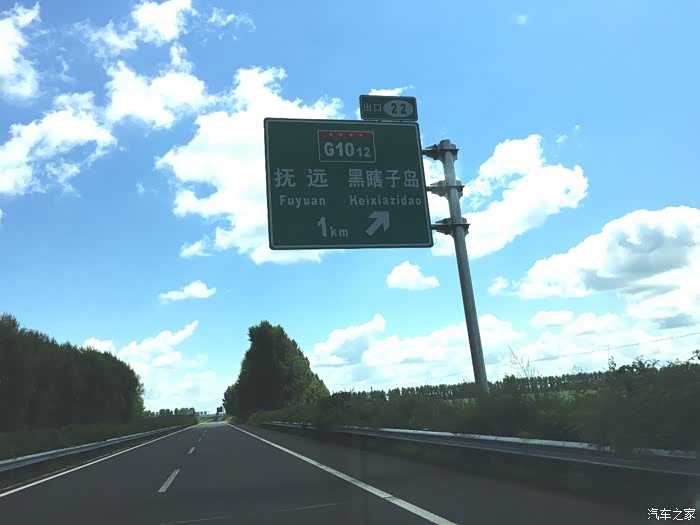 出口 22
G1012
抚远 黑瞎子岛
Fuyuan Heixiazidao
1km
汽车之家